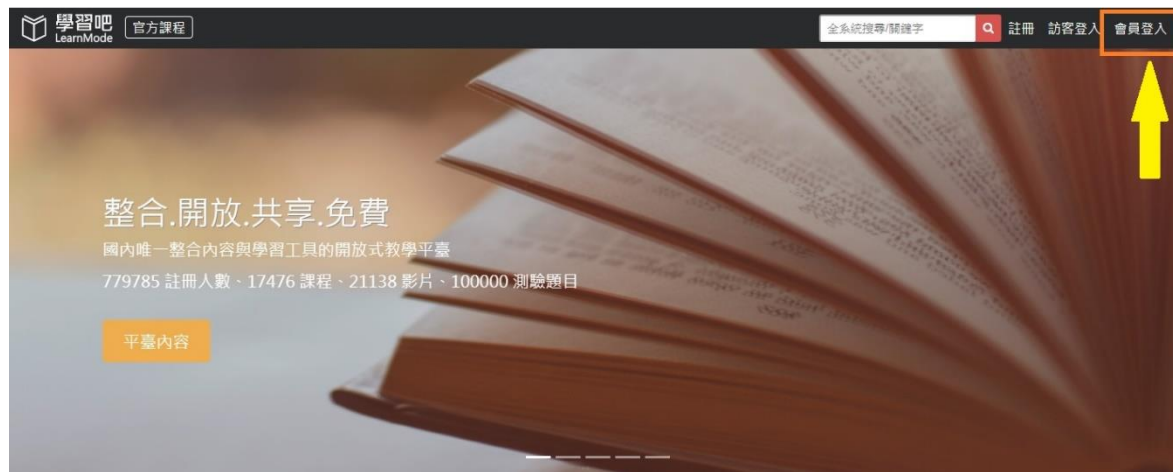 學習吧
LearnMode
官方課程
全系統搜尋/關鍵字
註冊 訪客登入 會員登入
整合.開放.共享.免費
國內唯一整合內容與學習工具的開放式教學平臺
779785 註冊人數、17476 課程、21138 影片、100000 測驗題目
平臺內容